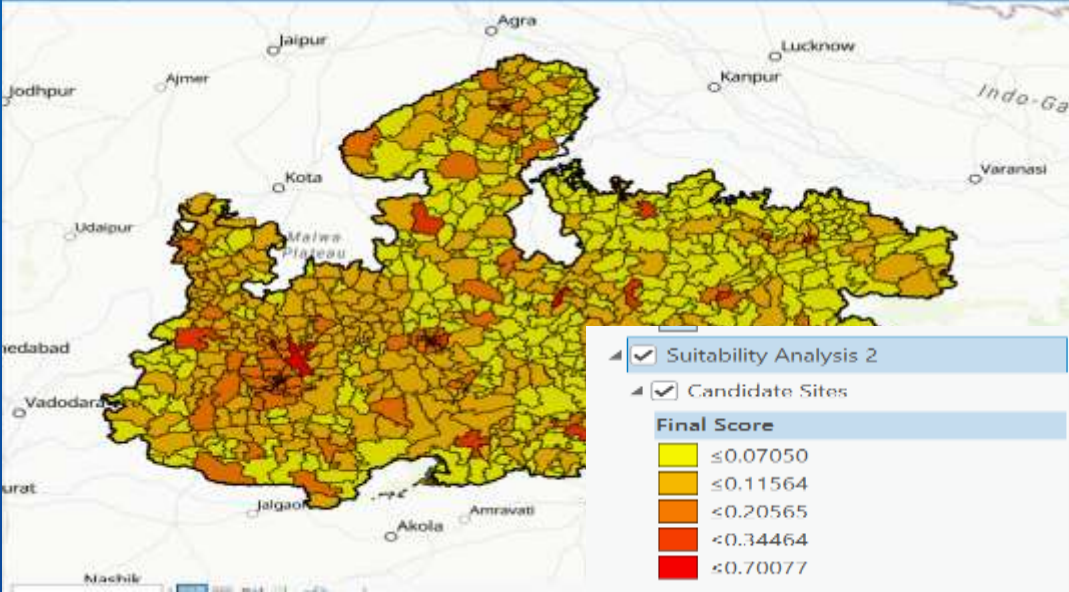 Agra
Jaipur
Lucknow
Ajmer
Kanpur
Jodhpur
Indo-Ga
Varanasi
Kota
Udaipur
Malwa
Plateau
nedabad
Vadodara
urat
Jalgaon
Amravati
Akola
Nashik
Suitability Analysis 2
Candidate Sites
Final Score
≤0.07050
≤0.11564
≤0.20565
≤0.34464
≤0.70077